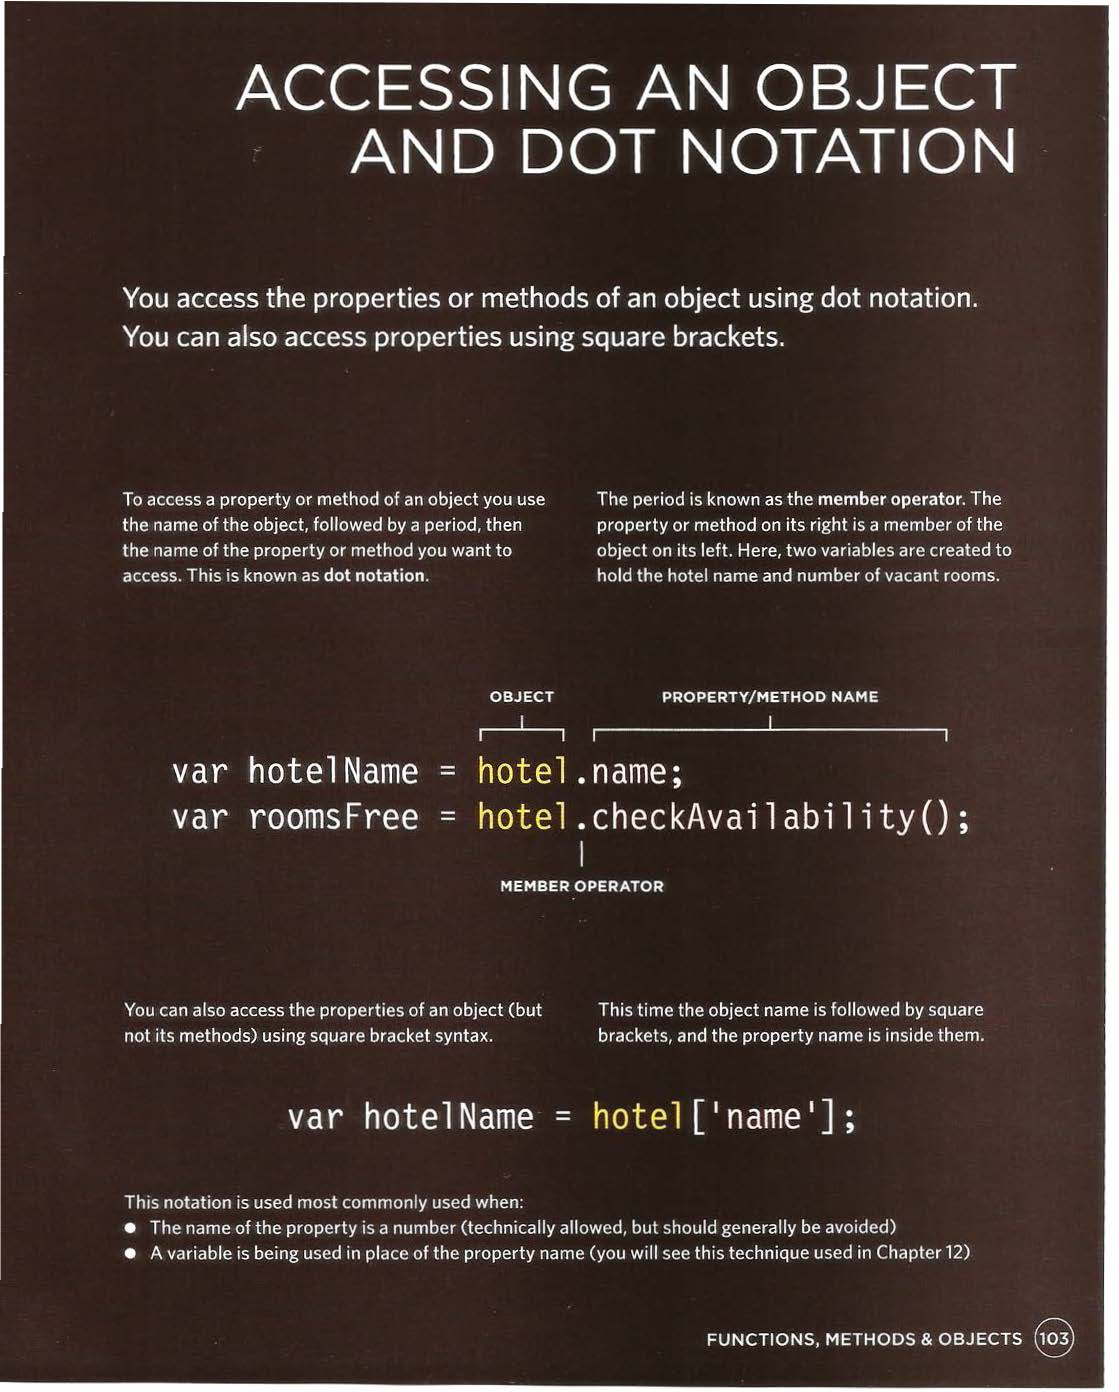 ACCESSING AN OBJECT
AND DOT NOTATION
You access the properties or methods of an object using dot notation.
You can also access properties using square brackets.
To access a property or method of an object you use
the name of the object, followed by a period, then
the name of the property or method you want to
access. This is known as dot notation.
The period is known as the member operator. The
property or method on its right is a member of the
object on its left. Here, two variables are created to
hold the hotel name and number of vacant rooms.
OBJECT
PROPERTY/METHOD NAME
var hotelName = hotel.name;
var roomsFree = hotel.checkAvailability();
MEMBER OPERATOR
You can also access the properties of an object (but
not its methods) using square bracket syntax.
This time the object name is followed by square
brackets, and the property name is inside them.
var hotelName = hotel['name'];
This notation is used most commonly used when:
● The name of the property is a number (technically allowed, but should generally be avoided)
● A variable is being used in place of the property name (you will see this technique used in Chapter 12)
FUNCTIONS, METHODS & OBJECTS 103